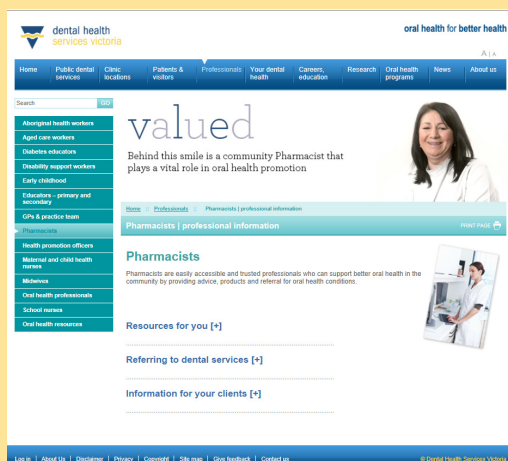 dental health
services victoria
oral health for better health
A | A
Home
Public dental services
Clinic locations
Patients & visitors
Professionals
Your dental health
Careers, education
Research
Oral health programs
News
About us
Search
GO
Aboriginal health workers
Aged care workers
Diabetes educators
Disability support workers
Early childhood
Educators – primary and
secondary
GPs & practice team
Pharmacists
Health promotion officers
Maternal and child health
nurses
Midwives
Oral health professionals
School nurses
Oral health resources
valued
Behind this smile is a community Pharmacist that
plays a vital role in oral health promotion
Home :: Professionals :: Pharmacists | professional information
Pharmacists | professional information
PRINT PAGE
Pharmacists
Pharmacists are easily accessible and trusted professionals who can support better oral health in the
community by providing advice, products and referral for oral health conditions.
Resources for you [+]
Referring to dental services [+]
Information for your clients [+]
Log in | About Us | Disclaimer | Privacy | Copyright | Site map | Give feedback | Contact us
© Dental Health Services Victoria